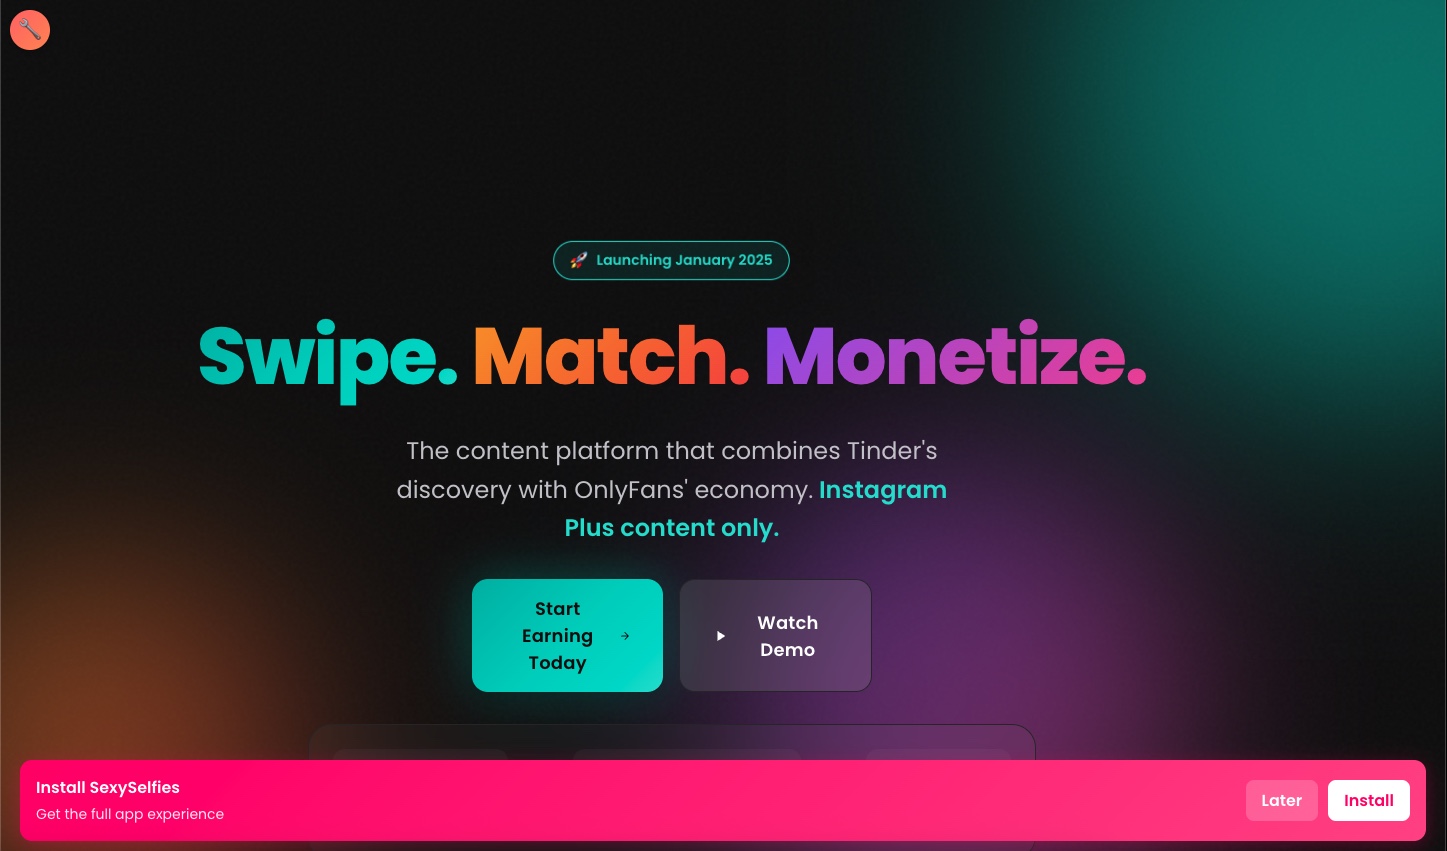 🚀 Launching January 2025
Swipe. Match. Monetize.
The content platform that combines Tinder's
discovery with OnlyFans' economy. Instagram
Plus content only.
Start
Earning
Today
→
Watch
Demo
Install SexySelfies
Get the full app experience
Later
Install